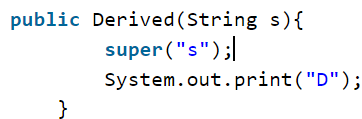 public Derived(String s){
super("s");
System.out.print("D");
}